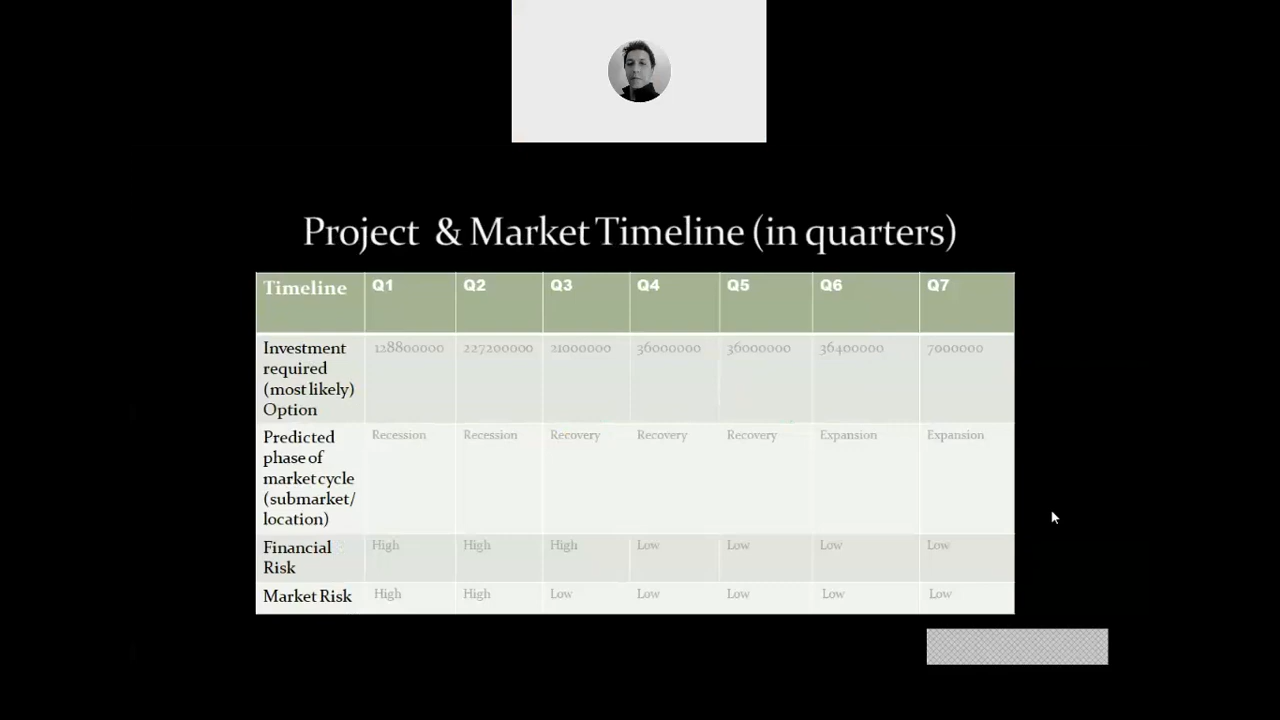 Project & Market Timeline (in quarters)
Timeline Q1 Q2 Q3 Q4 Q5 Q6 Q7
Investment 128800000 227200000 21000000 36000000 36000000 36400000 7000000
required
(most likely)
Option
Predicted Recession Recession Recovery Recovery Recovery Expansion Expansion
phase of
market cycle
(submarket/
location)
Financial High High High Low Low Low Low
Risk
Market Risk High High Low Low Low Low Low